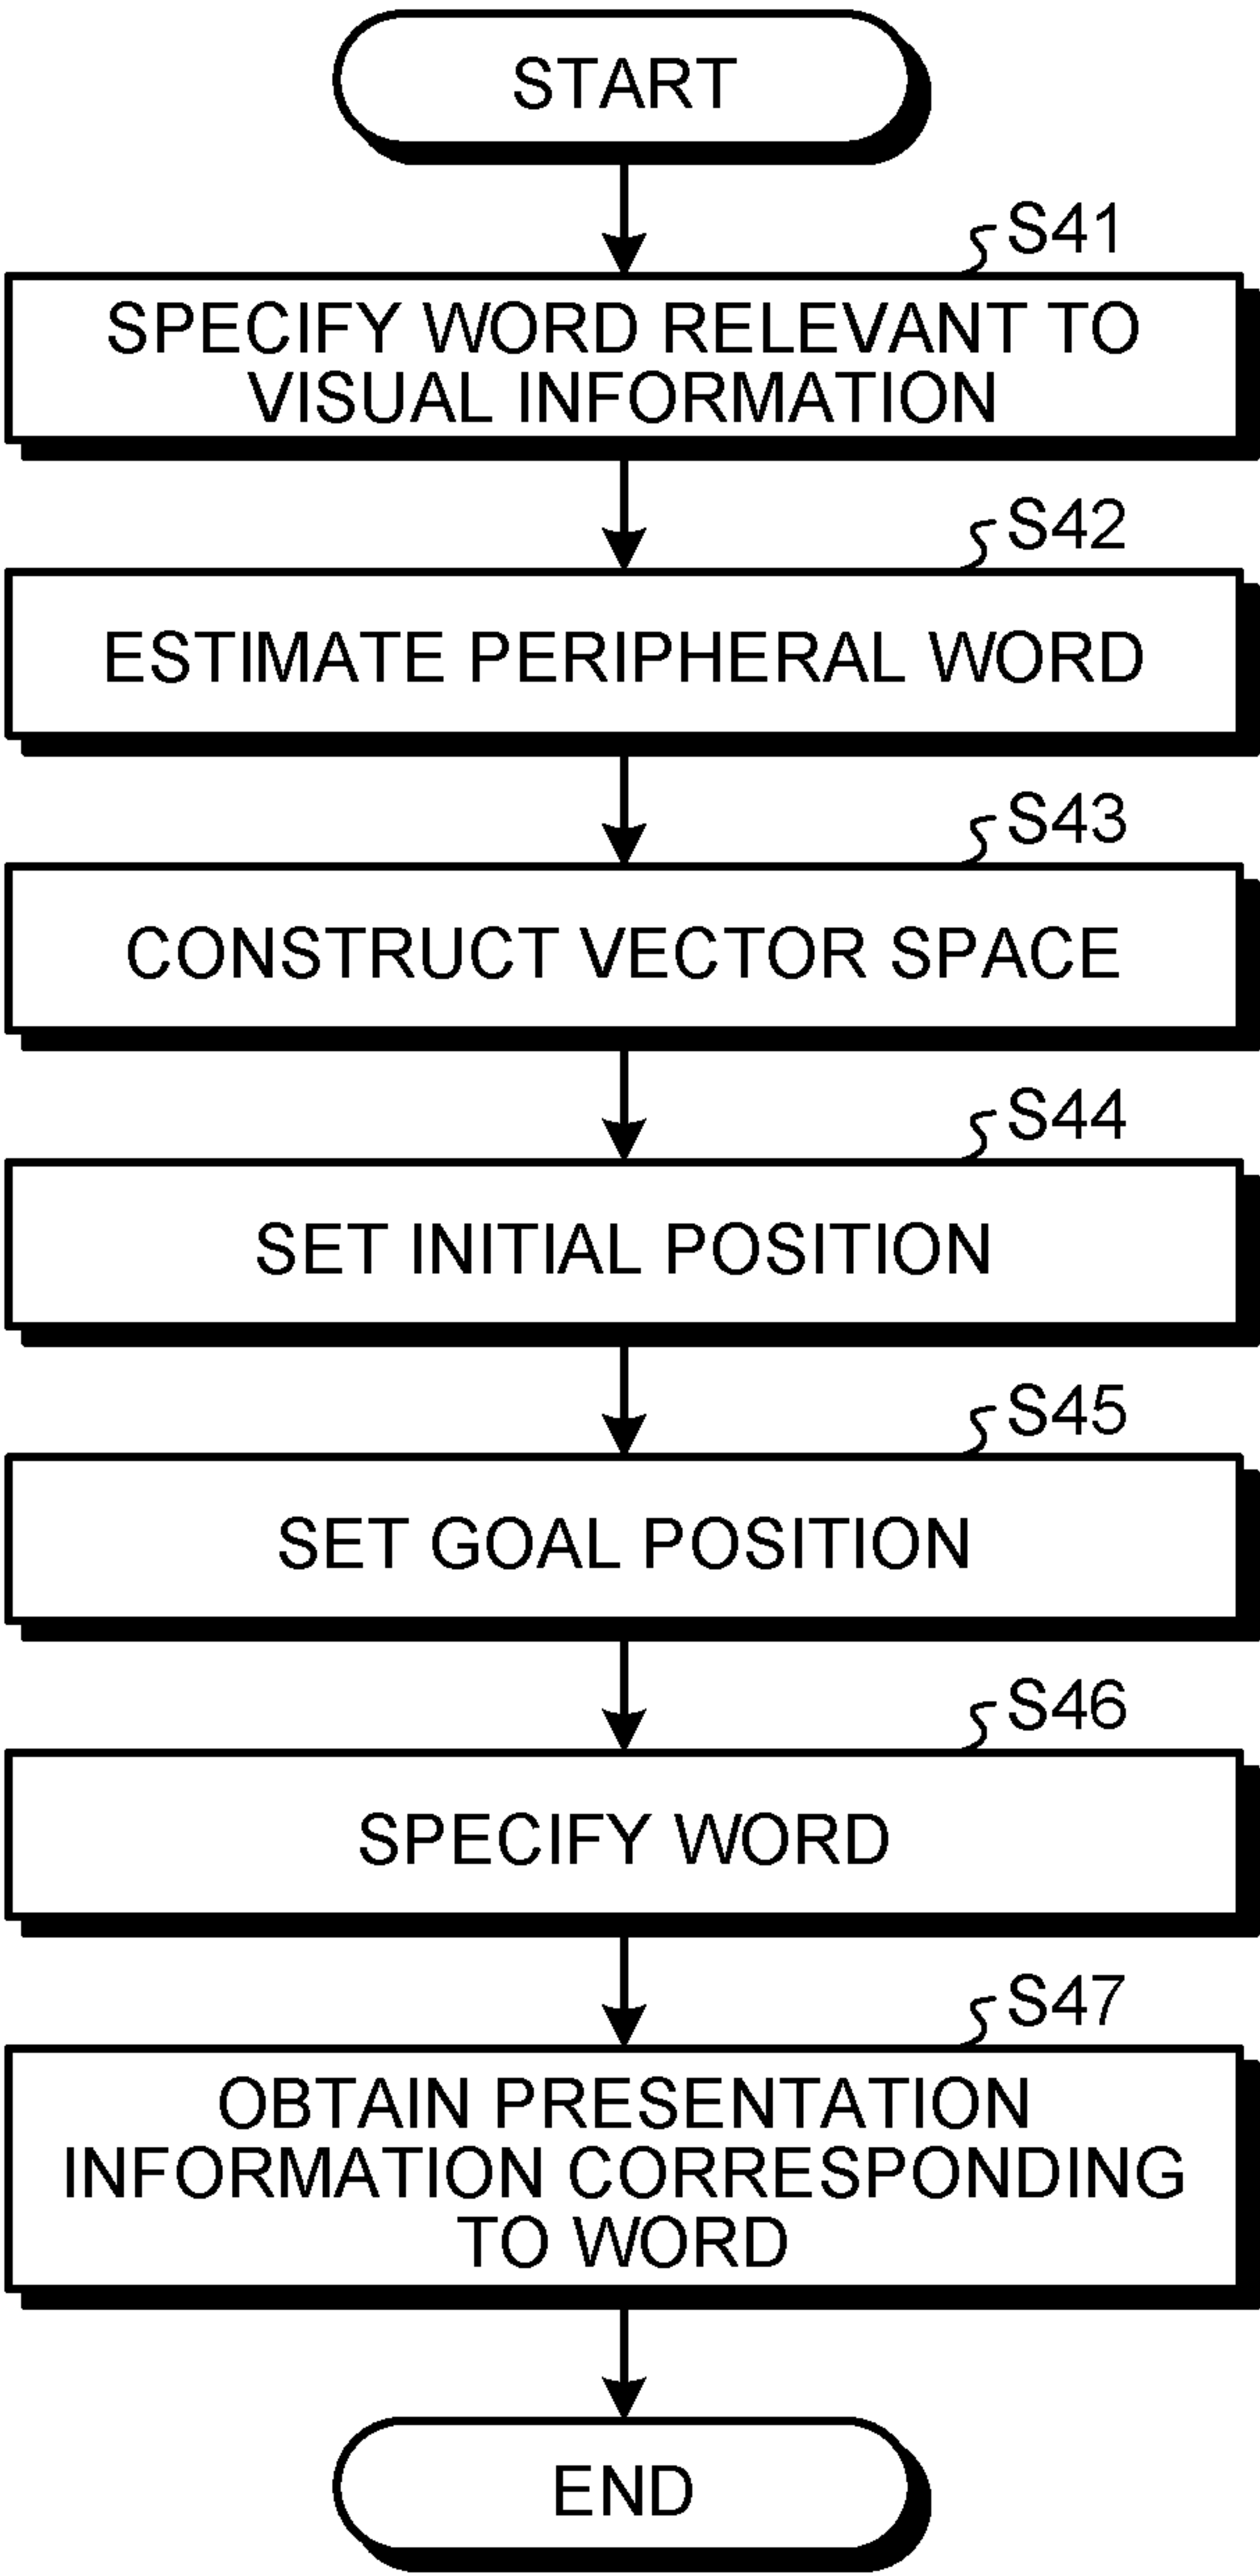 START
S41
SPECIFY WORD RELEVANT TO
VISUAL INFORMATION
S42
ESTIMATE PERIPHERAL WORD
S43
CONSTRUCT VECTOR SPACE
S44
SET INITIAL POSITION
S45
SET GOAL POSITION
S46
SPECIFY WORD
S47
OBTAIN PRESENTATION
INFORMATION CORRESPONDING
TO WORD
END